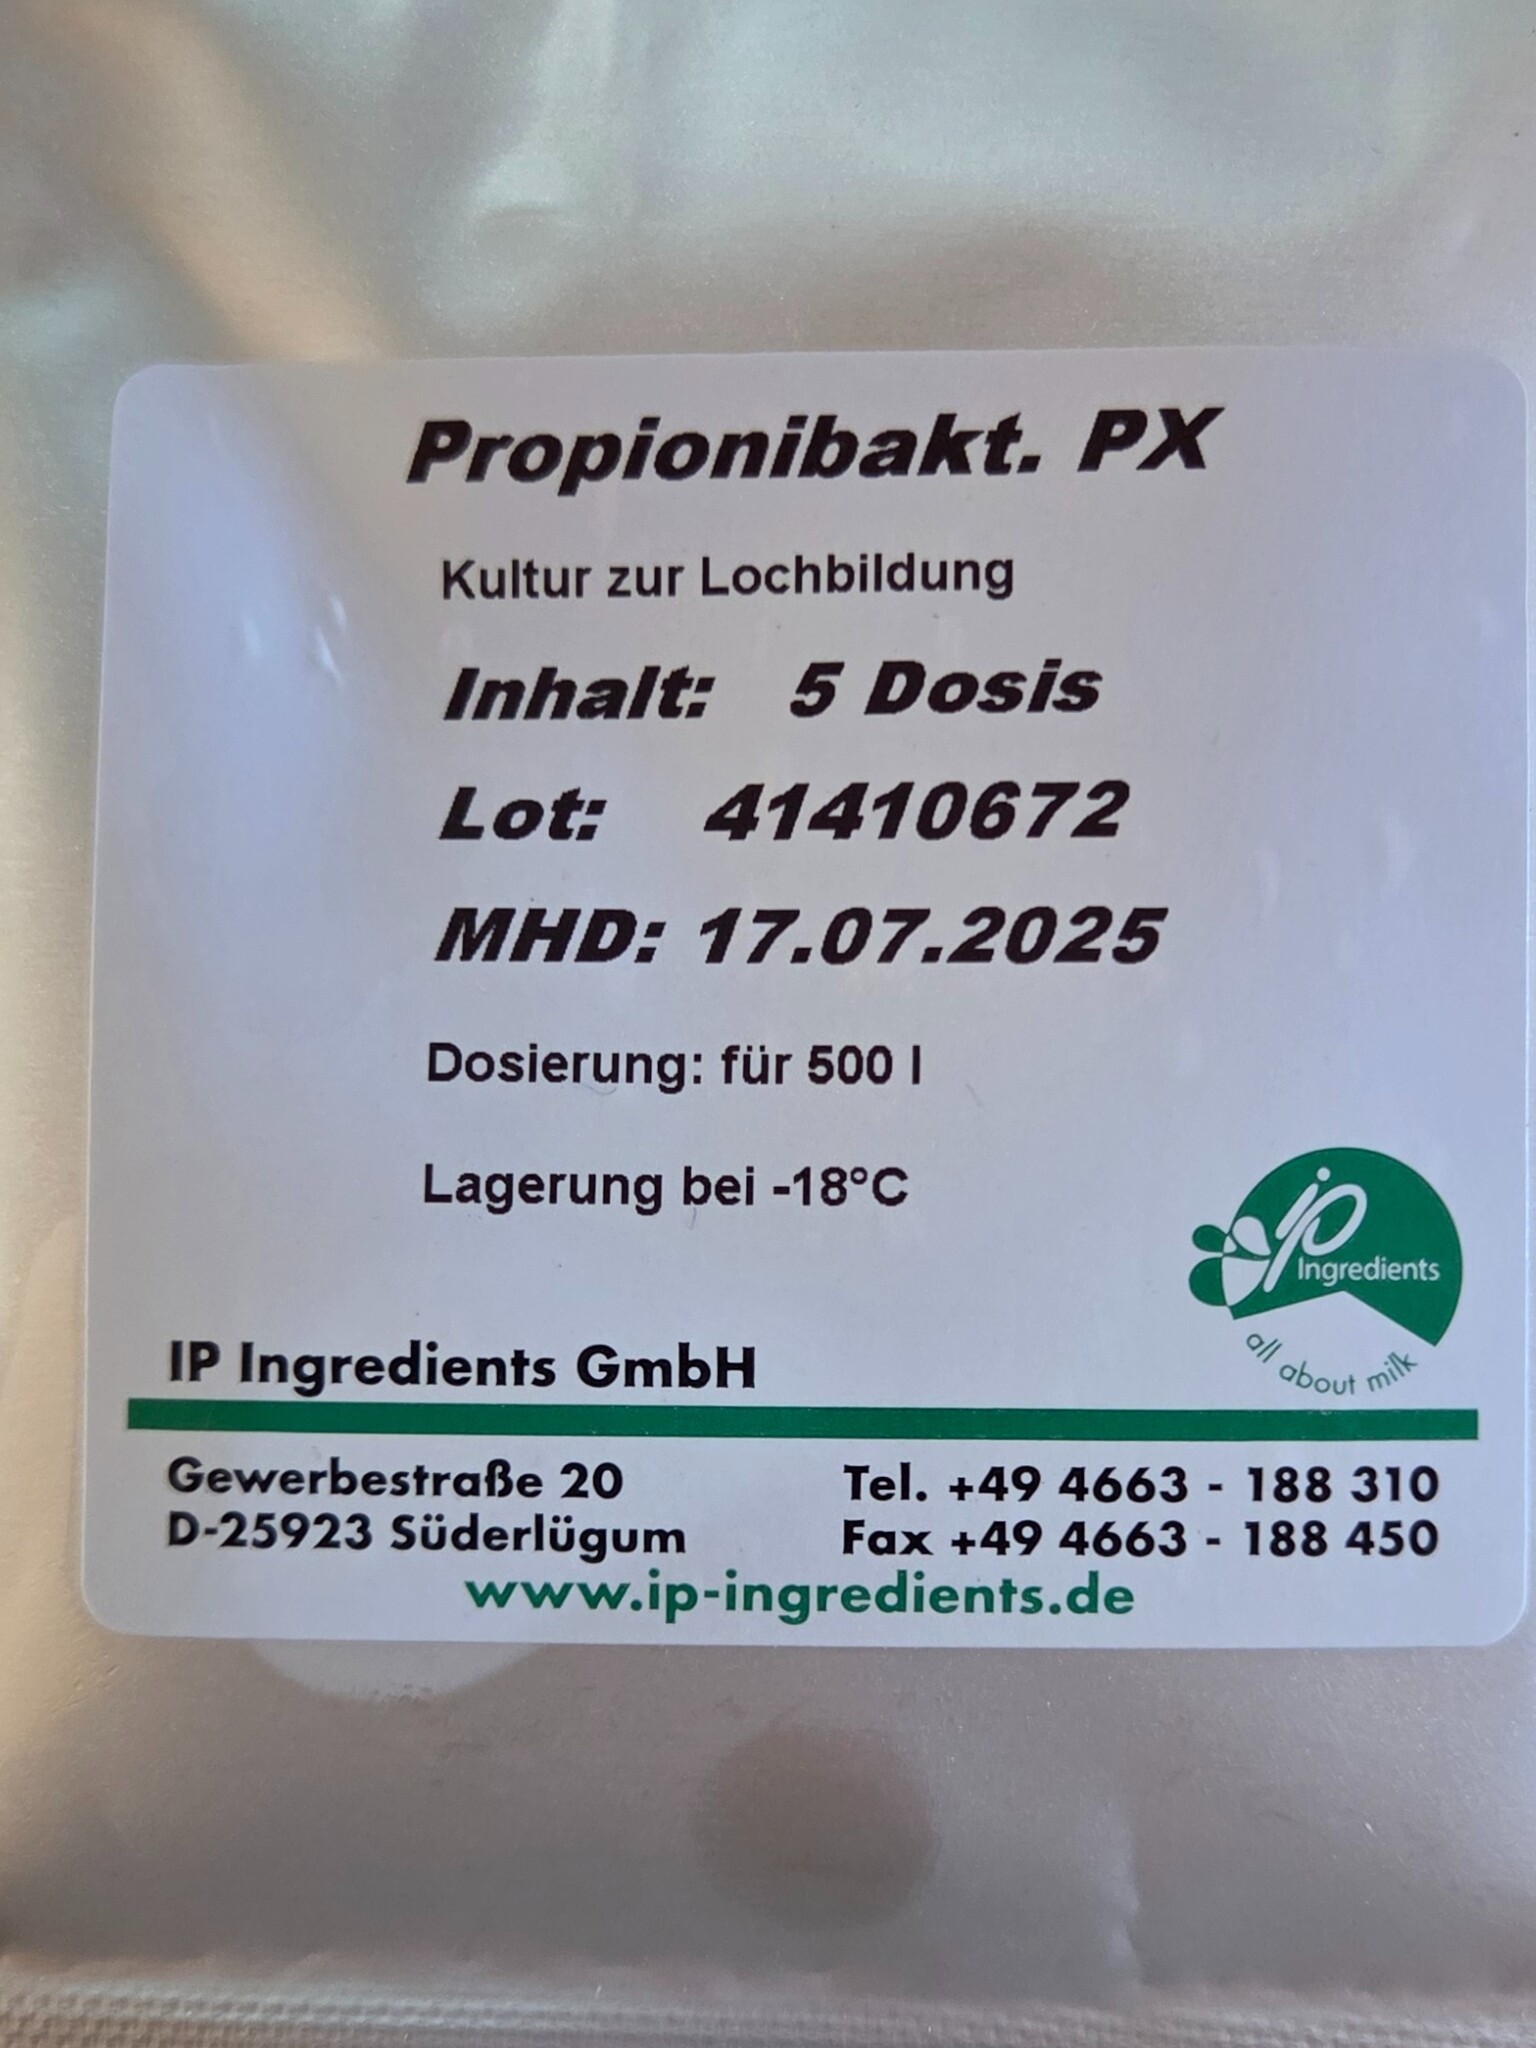 Propionibakt. PX
Kultur zur Lochbildung
Inhalt: 5 Dosis
Lot: 41410672
MHD: 17.07.2025
Dosierung: für 500 l
Lagerung bei -18°C
ip
Ingredients
all about milk
IP Ingredients GmbH
Gewerbestraße 20
D-25923 Süderlügum
Tel. +49 4663 - 188 310
Fax +49 4663 - 188 450
www.ip-ingredients.de